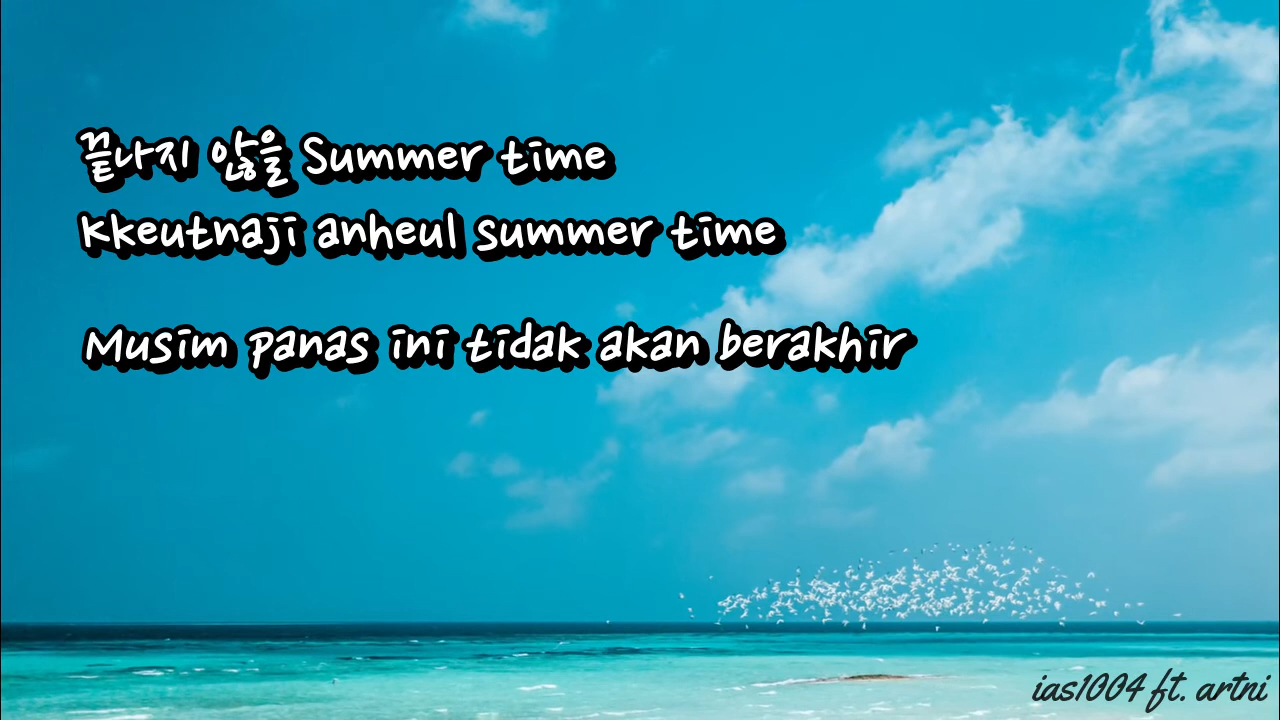 끝나지 않을 Summer time
kkeutnaji anheul summer time
Musim panas ini tidak akan berakhir
ias1004 ft. artni